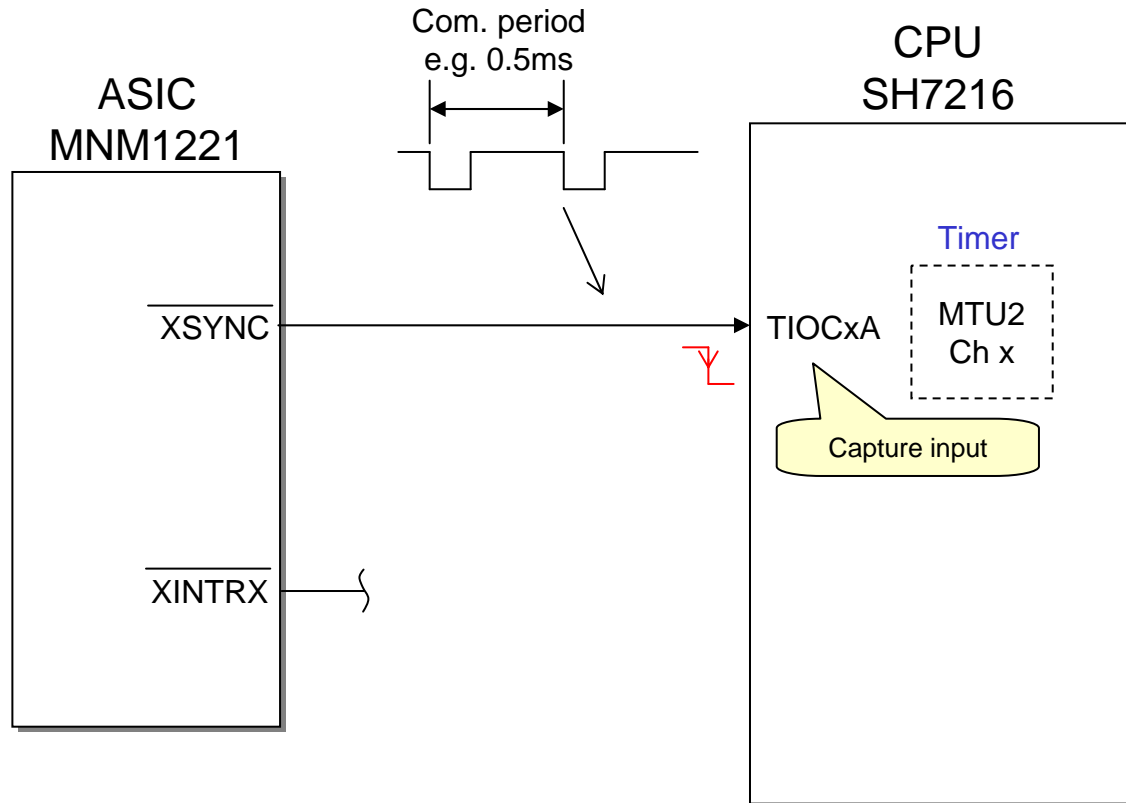 Com. period
e.g. 0.5ms
CPU
SH7216
ASIC
MNM1221
Timer
XSYNC
TIOCxA
MTU2
Ch x
Capture input
XINTRX